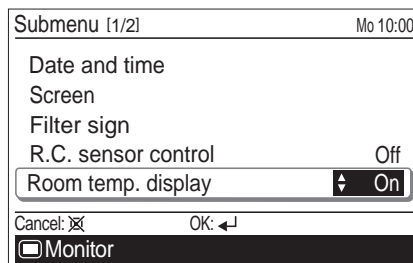 Submenu [1/2] Mo 10:00
Date and time
Screen
Filter sign
R.C. sensor control Off
Room temp. display On
Cancel: OK:
Monitor